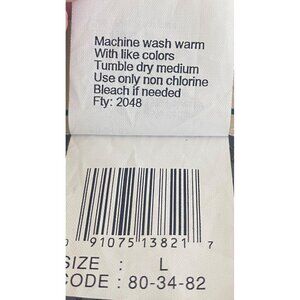 Machine wash warm
With like colors
Tumble dry medium
Use only non chlorine
Bleach if needed
Fty: 2048
0 91075 13821 7
SIZE : L
CODE : 80-34-82